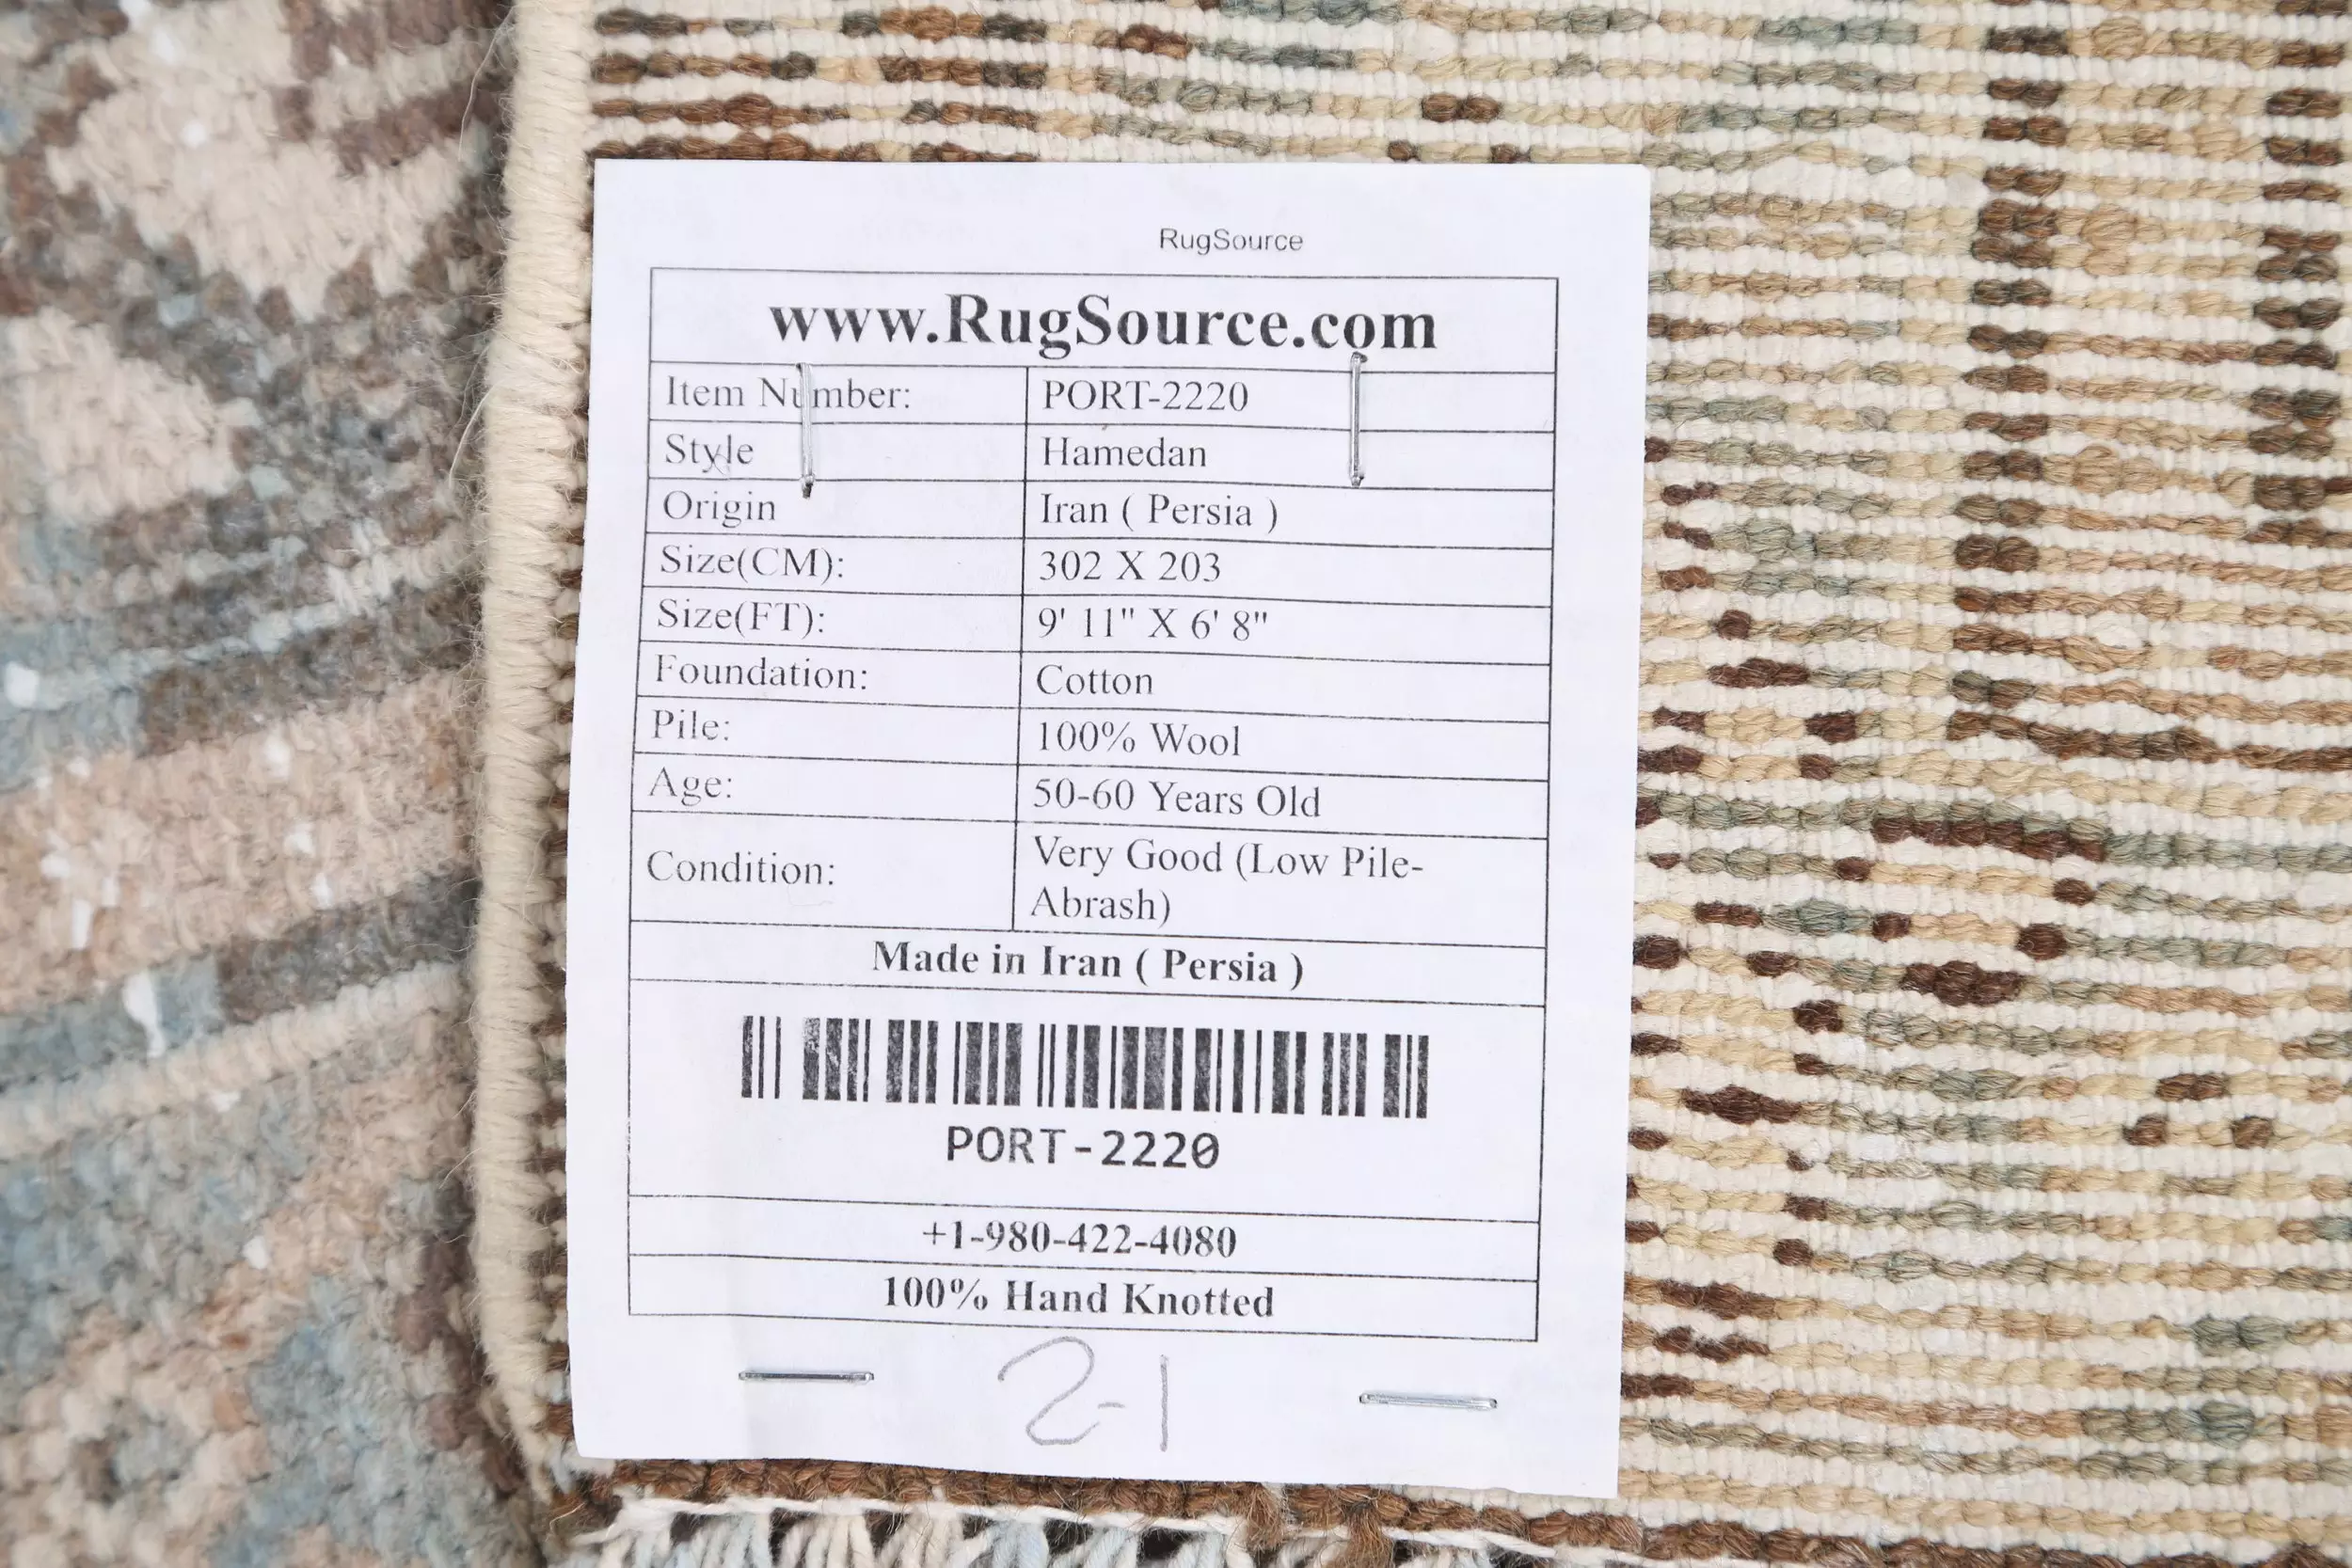 RugSource
www.RugSource.com
Item Number: PORT-2220
Style Hamedan
Origin Iran ( Persia )
Size(CM): 302 X 203
Size(FT): 9' 11" X 6' 8"
Foundation: Cotton
Pile: 100% Wool
Age: 50-60 Years Old
Condition: Very Good (Low Pile-
Abrash)
Made in Iran ( Persia )
PORT-2220
+1-980-422-4080
100% Hand Knotted
2-1